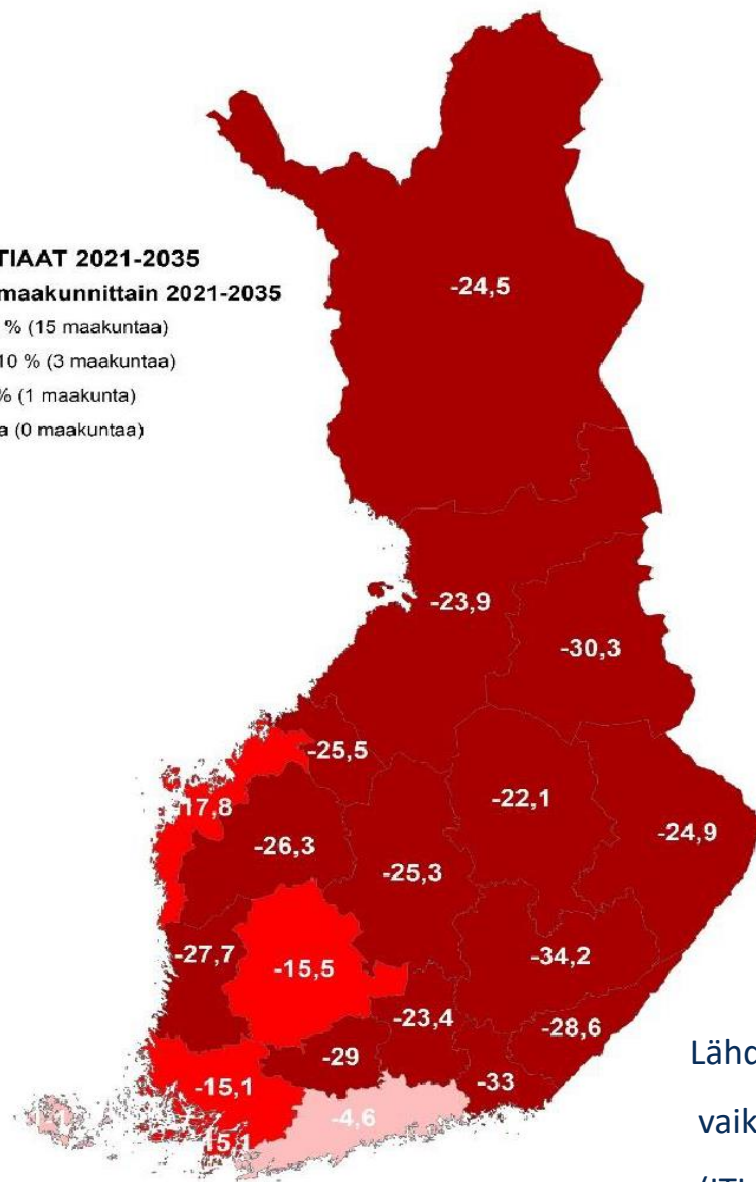 TIAAT 2021-2035
maakunnittain 2021-2035
% (15 maakuntaa)
10 % (3 maakuntaa)
% (1 maakunta)
a (0 maakuntaa)
-24,5
-23,9
-30,3
-25,5
17,8
-22,1
-24,9
-26,3
-25,3
-27,7
-15,5
-34,2
-23,4
-28,6
-29
-33
-15,1
-4,6
15,1
Lähd
vaik